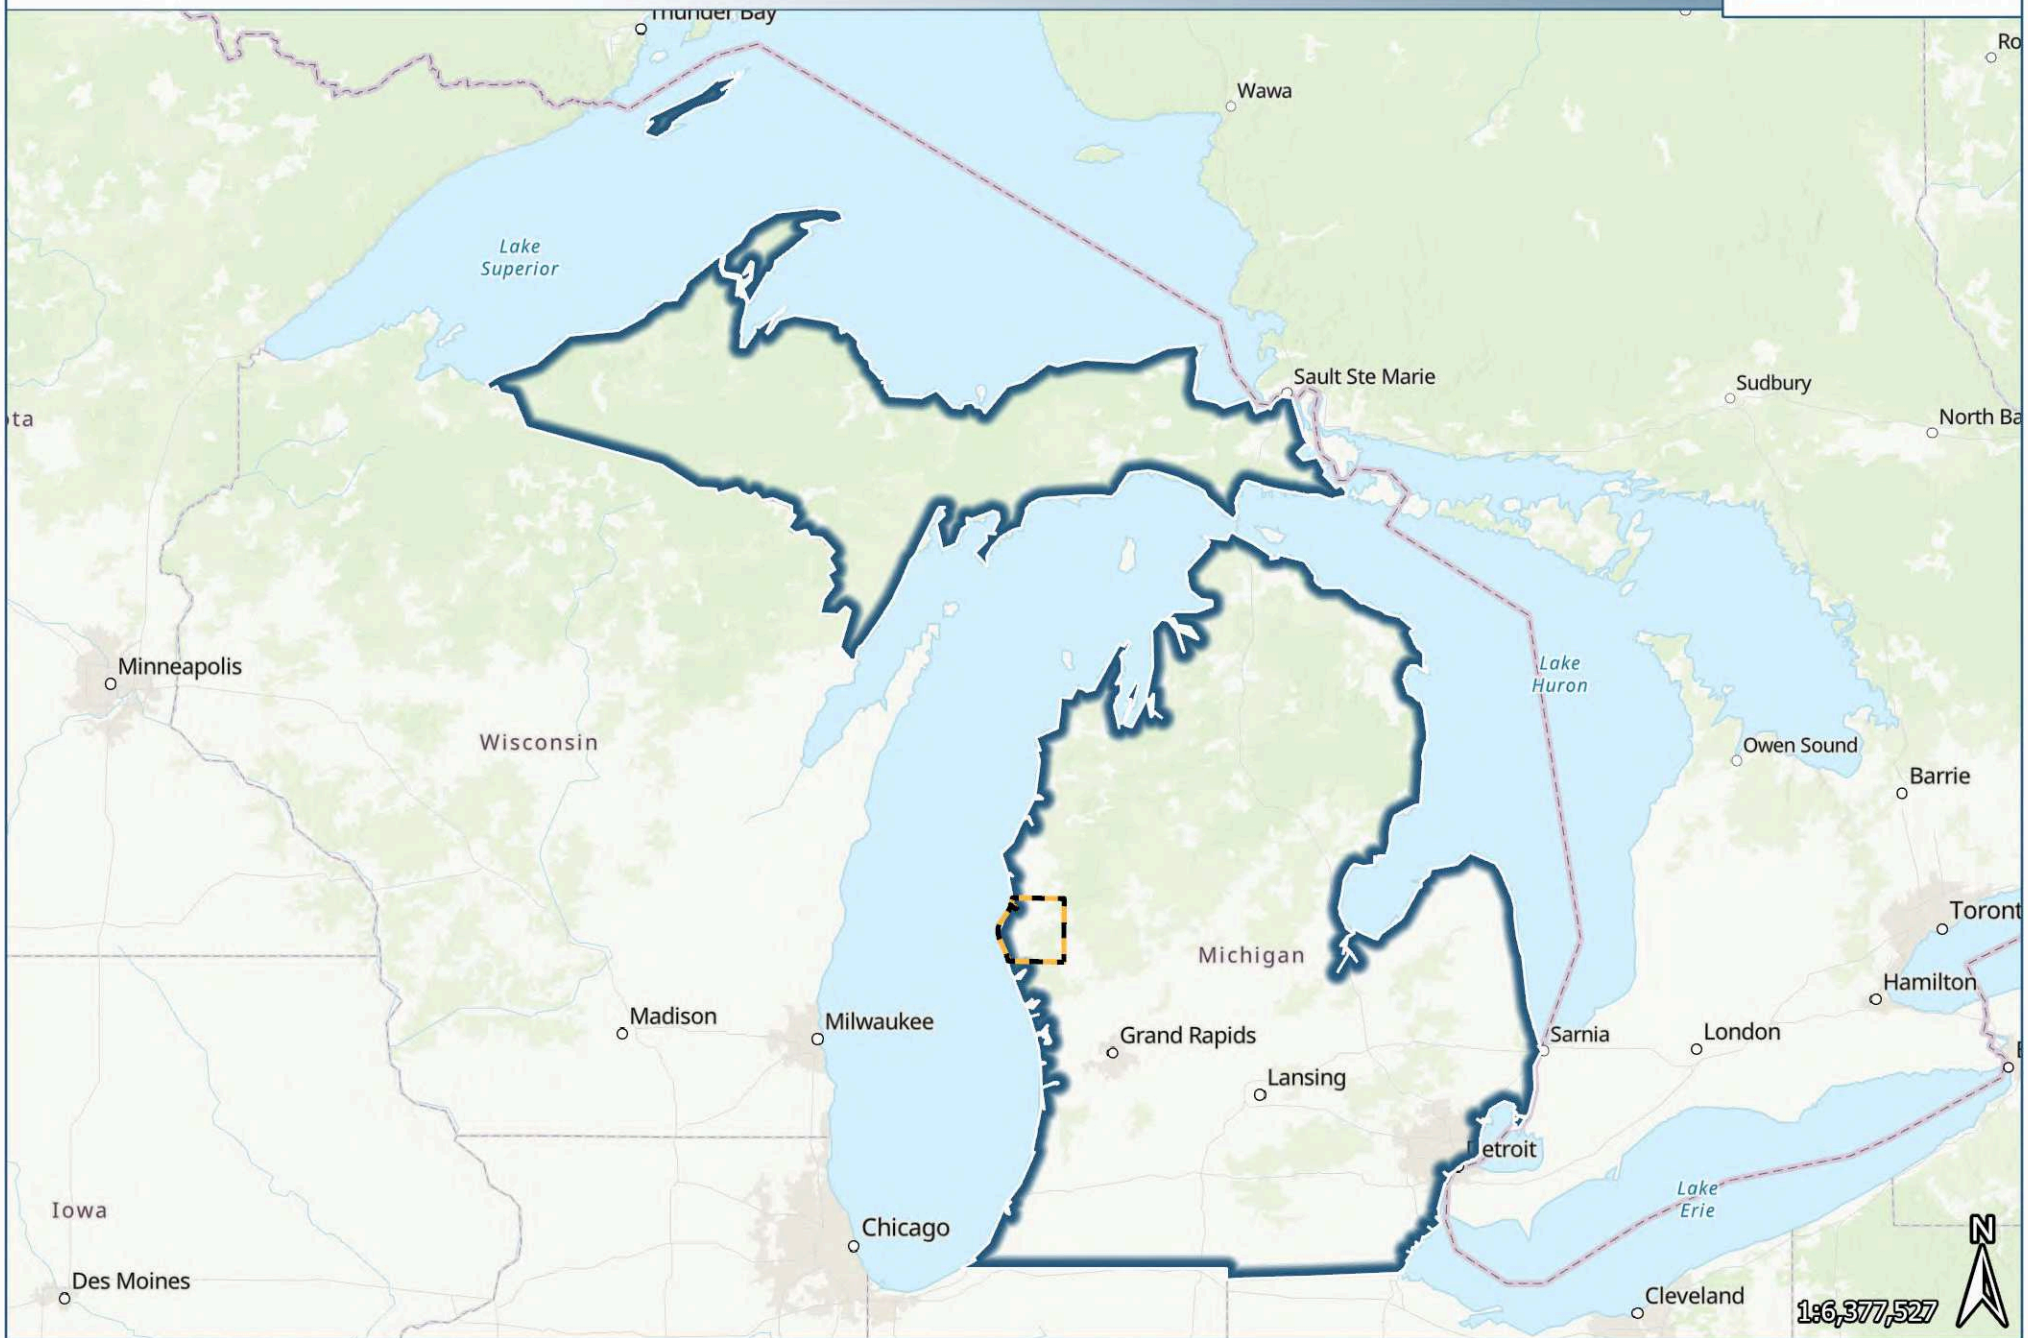 Thunder Bay
Wawa
Lake
Superior
Sault Ste Marie
Sudbury
North Ba
Minneapolis
Lake
Huron
Wisconsin
Owen Sound
Barrie
Toront
Michigan
Hamilton
Madison
Milwaukee
Grand Rapids
Sarnia
London
Lansing
Detroit
Lake
Erie
Iowa
Chicago
N
Des Moines
Cleveland
1:6,377,527